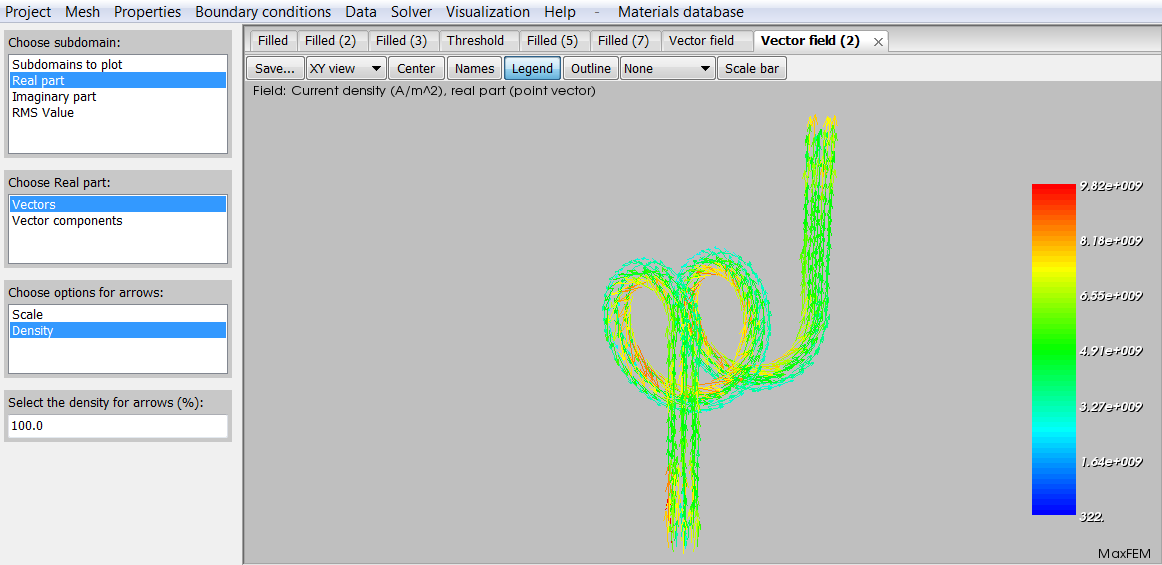 Project Mesh Properties Boundary conditions Data Solver Visualization Help - Materials database
Choose subdomain:
Subdomains to plot
Real part
Imaginary part
RMS Value
Choose Real part:
Vectors
Vector components
Choose options for arrows:
Scale
Density
Select the density for arrows (%):
100.0
Filled Filled (2) Filled (3) Threshold Filled (5) Filled (7) Vector field Vector field (2)
Save... XY view Center Names Legend Outline None Scale bar
Field: Current density (A/m^2), real part (point vector)
9.82e+009
8.18e+009
6.55e+009
4.91e+009
3.27e+009
1.64e+009
322.
MaxFEM